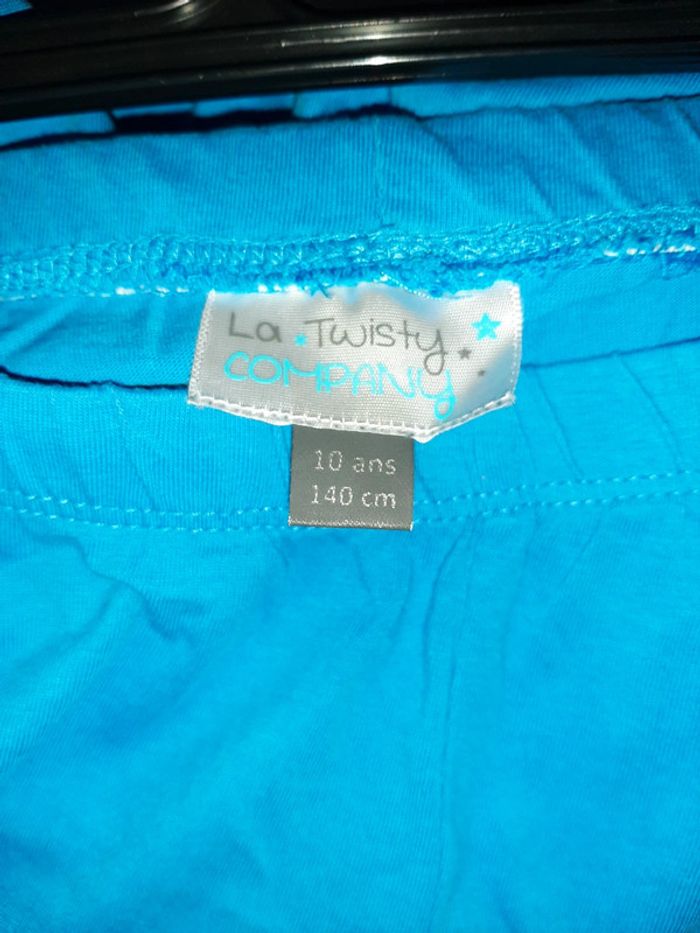 La Twisty
COMPANY
10 ans
140 cm